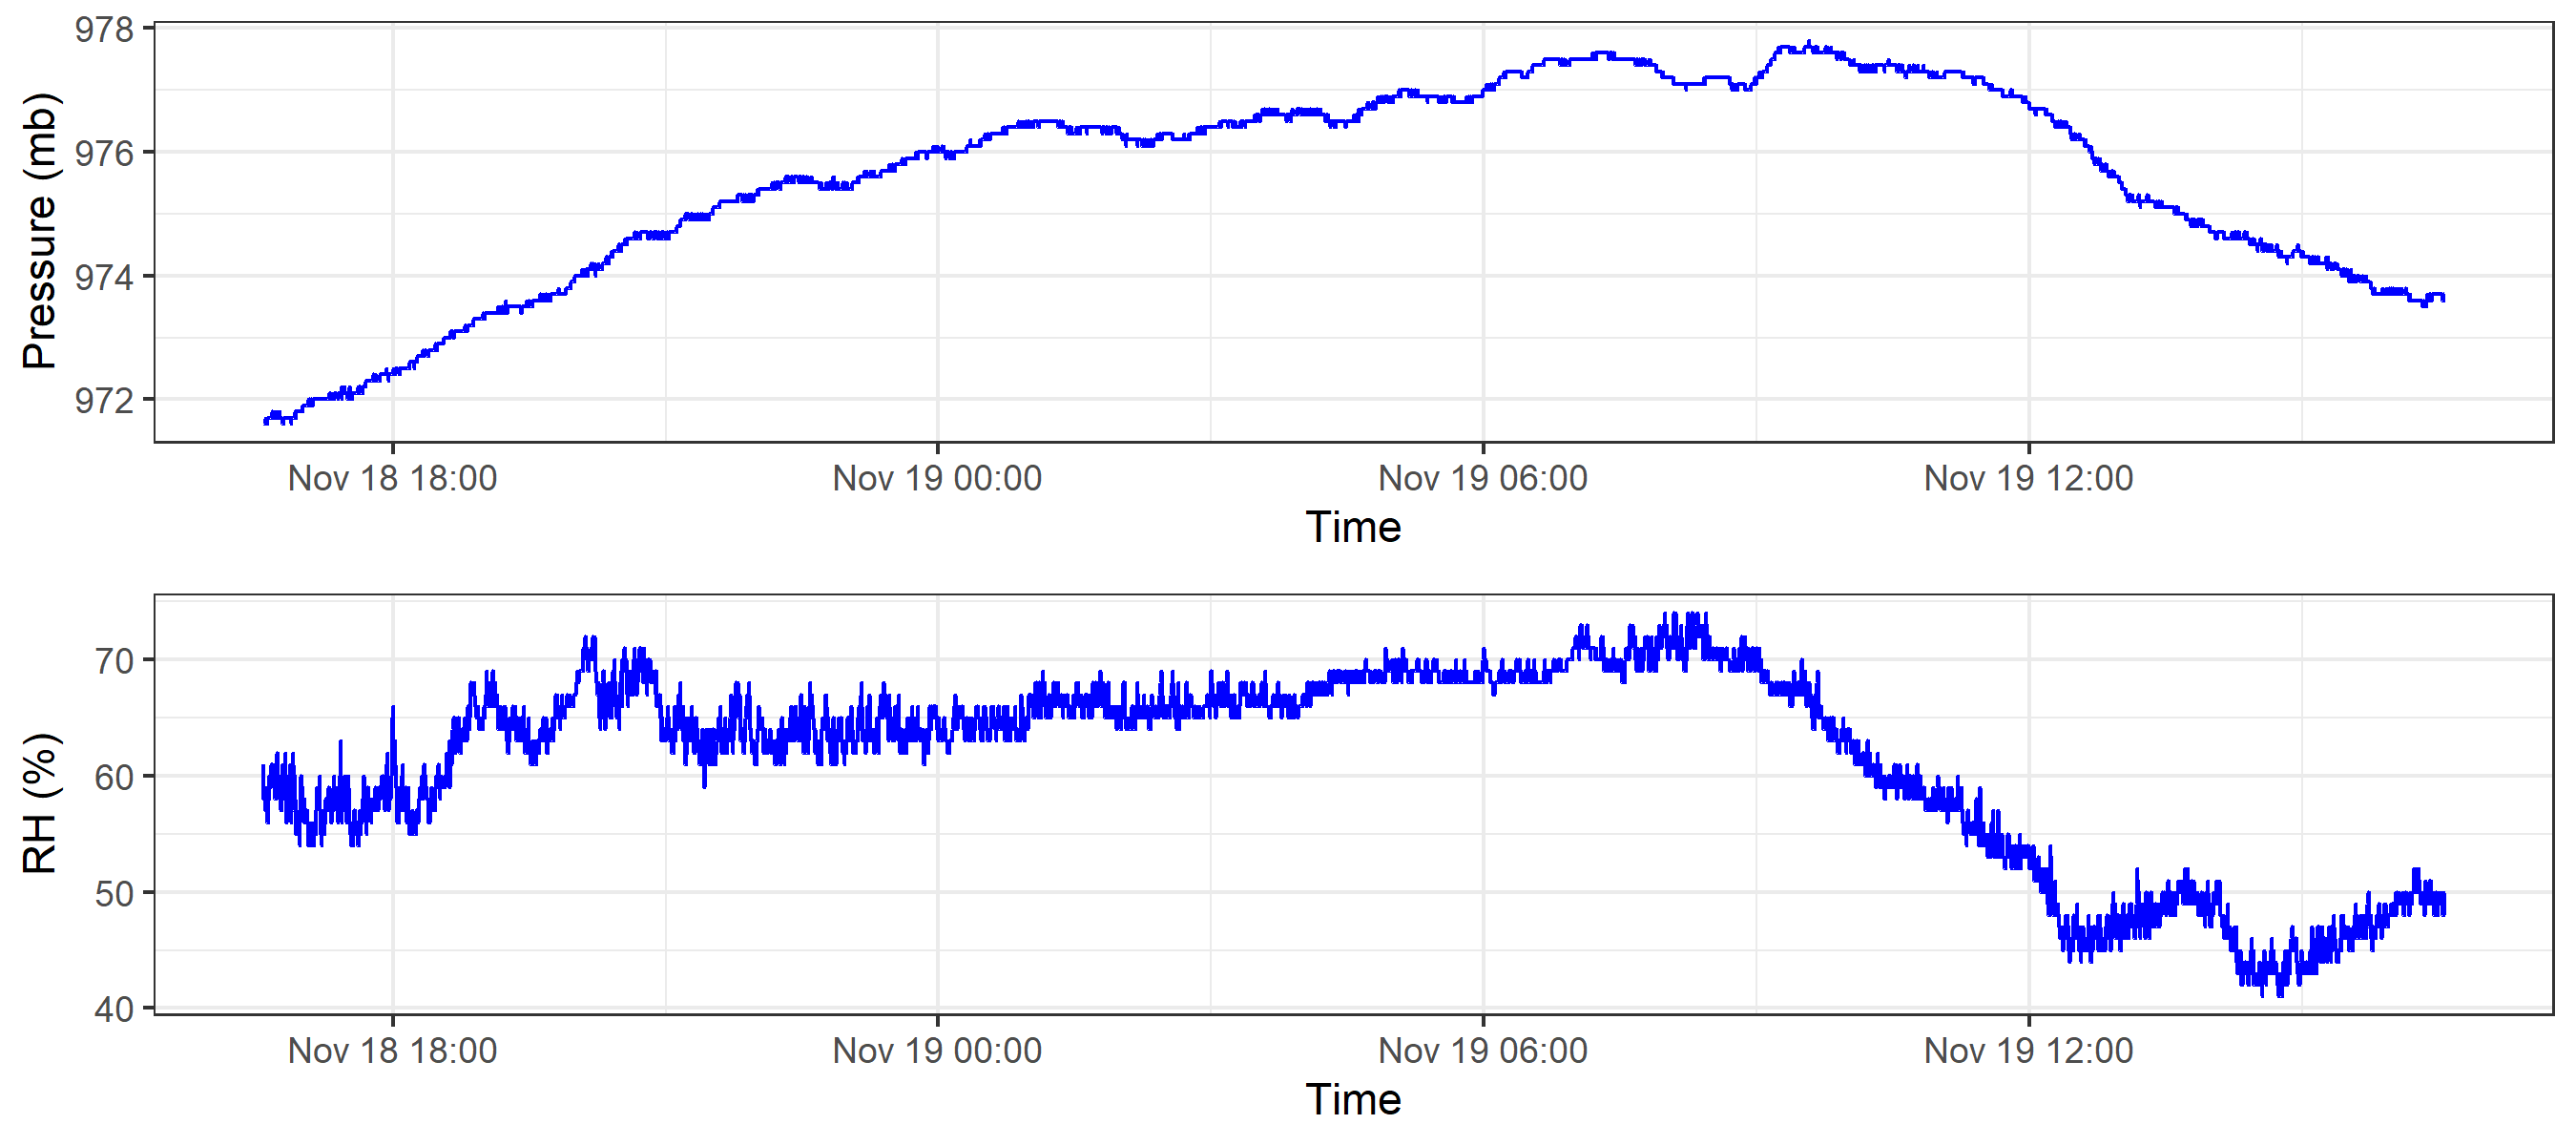 Pressure (mb)
978
976
974
972
Nov 18 18:00
Nov 19 00:00
Nov 19 06:00
Nov 19 12:00
Time
RH (%)
70
60
50
40
Nov 18 18:00
Nov 19 00:00
Nov 19 06:00
Nov 19 12:00
Time